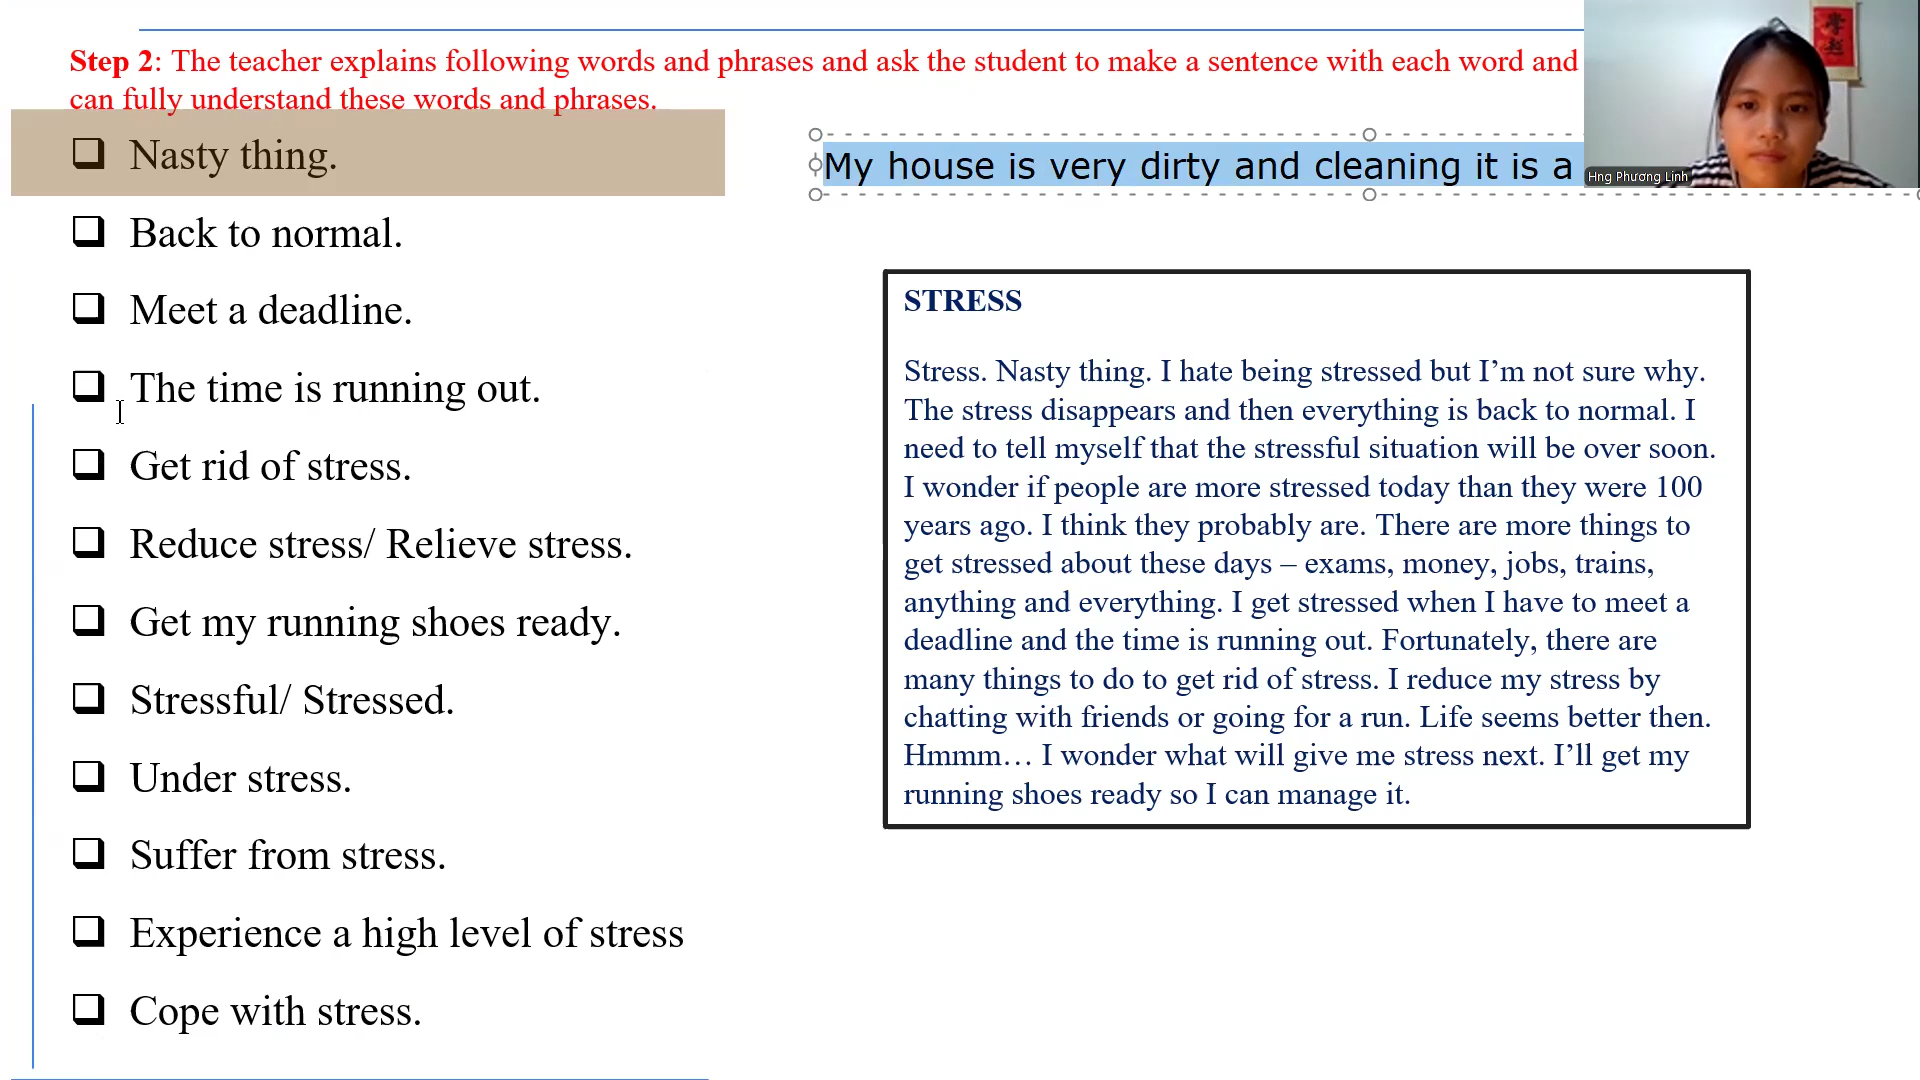 Step 2: The teacher explains following words and phrases and ask the student to make a sentence with each word and
can fully understand these words and phrases.
Nasty thing.
Back to normal.
Meet a deadline.
The time is running out.
Get rid of stress.
Reduce stress/ Relieve stress.
Get my running shoes ready.
Stressful/ Stressed.
Under stress.
Suffer from stress.
Experience a high level of stress
Cope with stress.
My house is very dirty and cleaning it is a
Hng Phương Linh
STRESS
Stress. Nasty thing. I hate being stressed but I’m not sure why.
The stress disappears and then everything is back to normal. I
need to tell myself that the stressful situation will be over soon.
I wonder if people are more stressed today than they were 100
years ago. I think they probably are. There are more things to
get stressed about these days – exams, money, jobs, trains,
anything and everything. I get stressed when I have to meet a
deadline and the time is running out. Fortunately, there are
many things to do to get rid of stress. I reduce my stress by
chatting with friends or going for a run. Life seems better then.
Hmmm… I wonder what will give me stress next. I’ll get my
running shoes ready so I can manage it.